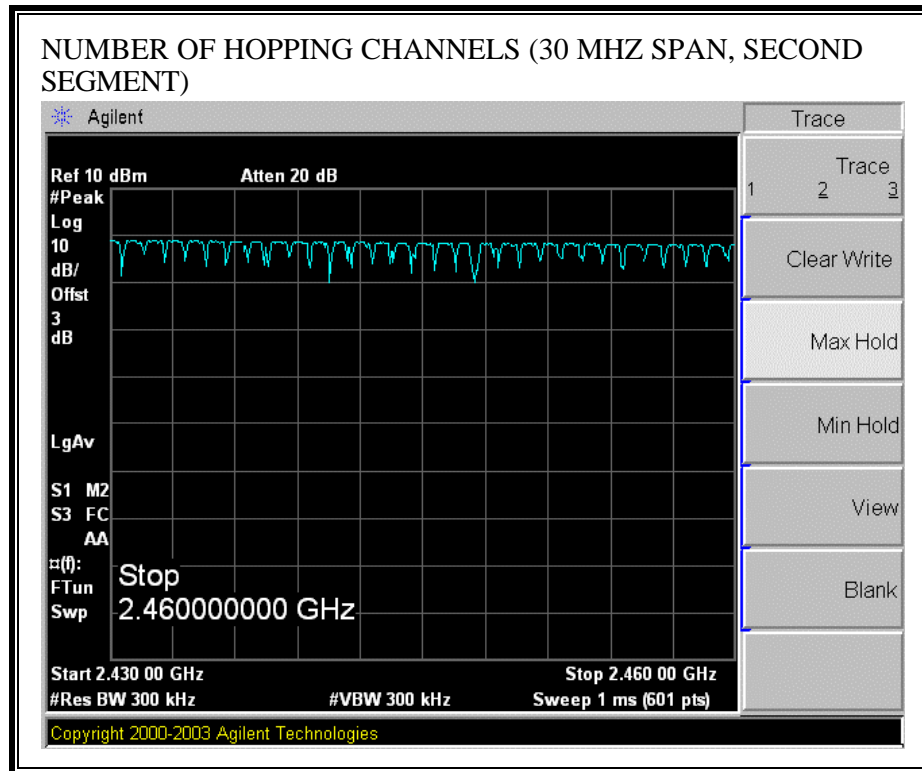 NUMBER OF HOPPING CHANNELS (30 MHZ SPAN, SECOND
SEGMENT)
Agilent
Trace
Ref 10 dBm
Atten 20 dB
#Peak
Log
10
dB/
Offset
3
dB
LgAv
S1 M2
S3 FC
AA
¤(f):
FTun
Swp
Stop
2.460000000 GHz
Start 2.430 00 GHz
Stop 2.460 00 GHz
#Res BW 300 kHz
#VBW 300 kHz
Sweep 1 ms (601 pts)
Trace
1 2 3
Clear Write
Max Hold
Min Hold
View
Blank
Copyright 2000-2003 Agilent Technologies